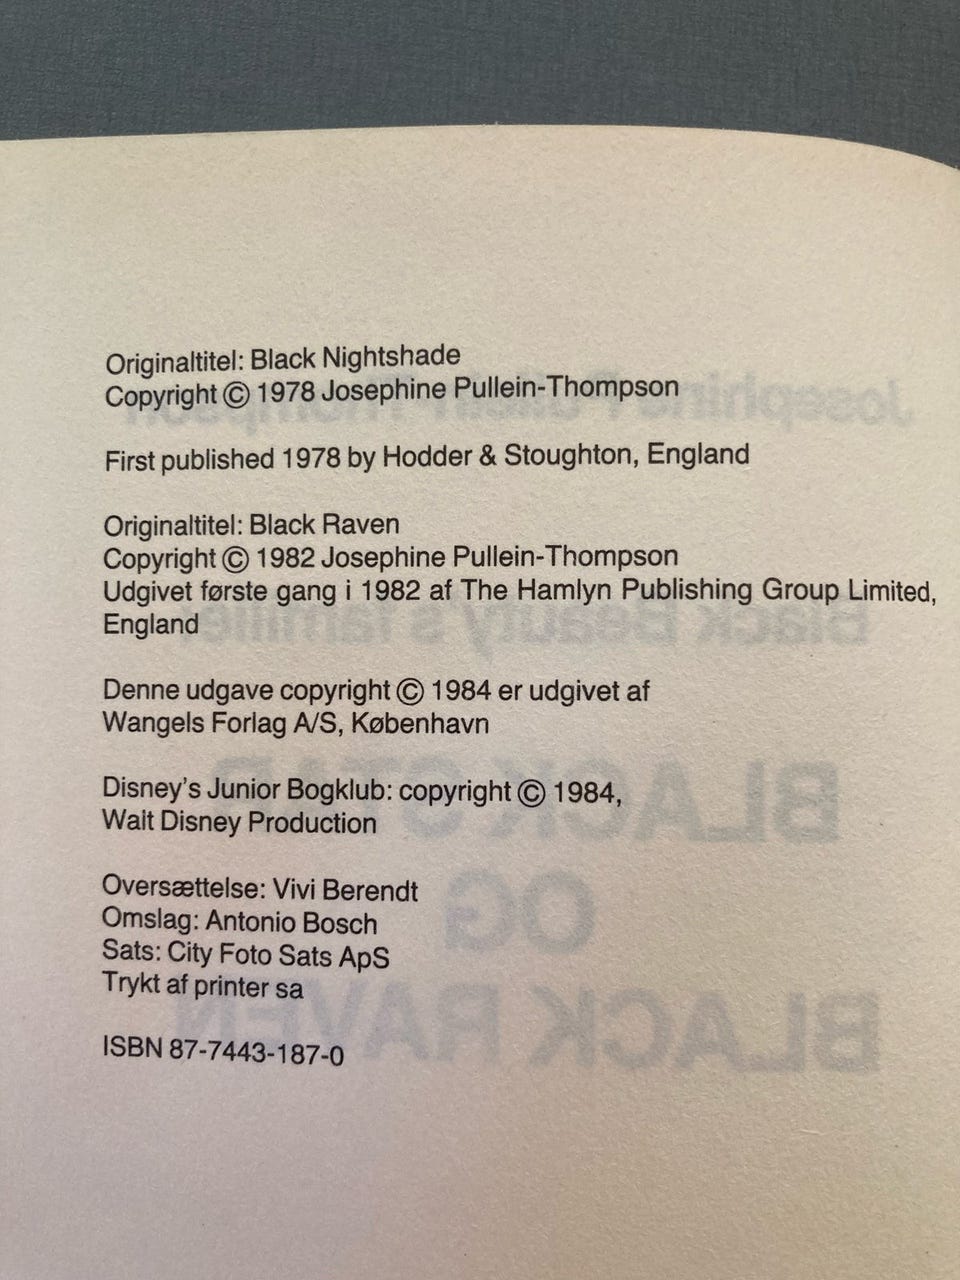 Originaltitel: Black Nightshade
Copyright © 1978 Josephine Pullein-Thompson
First published 1978 by Hodder & Stoughton, England
Originaltitel: Black Raven
Copyright © 1982 Josephine Pullein-Thompson
Udgivet første gang i 1982 af The Hamlyn Publishing Group Limited,
England
Denne udgave copyright © 1984 er udgivet af
Wangels Forlag A/S, København
Disney's Junior Bogklub: copyright © 1984,
Walt Disney Production
Oversættelse: Vivi Berendt
Omslag: Antonio Bosch
Sats: City Foto Sats ApS
Trykt af printer sa
ISBN 87-7443-187-0